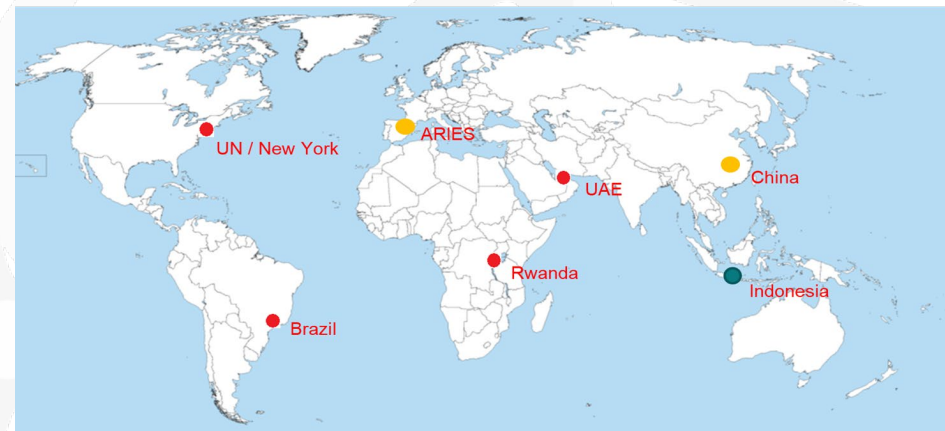 UN / New York
ARIES
China
UAE
Rwanda
Indonesia
Brazil